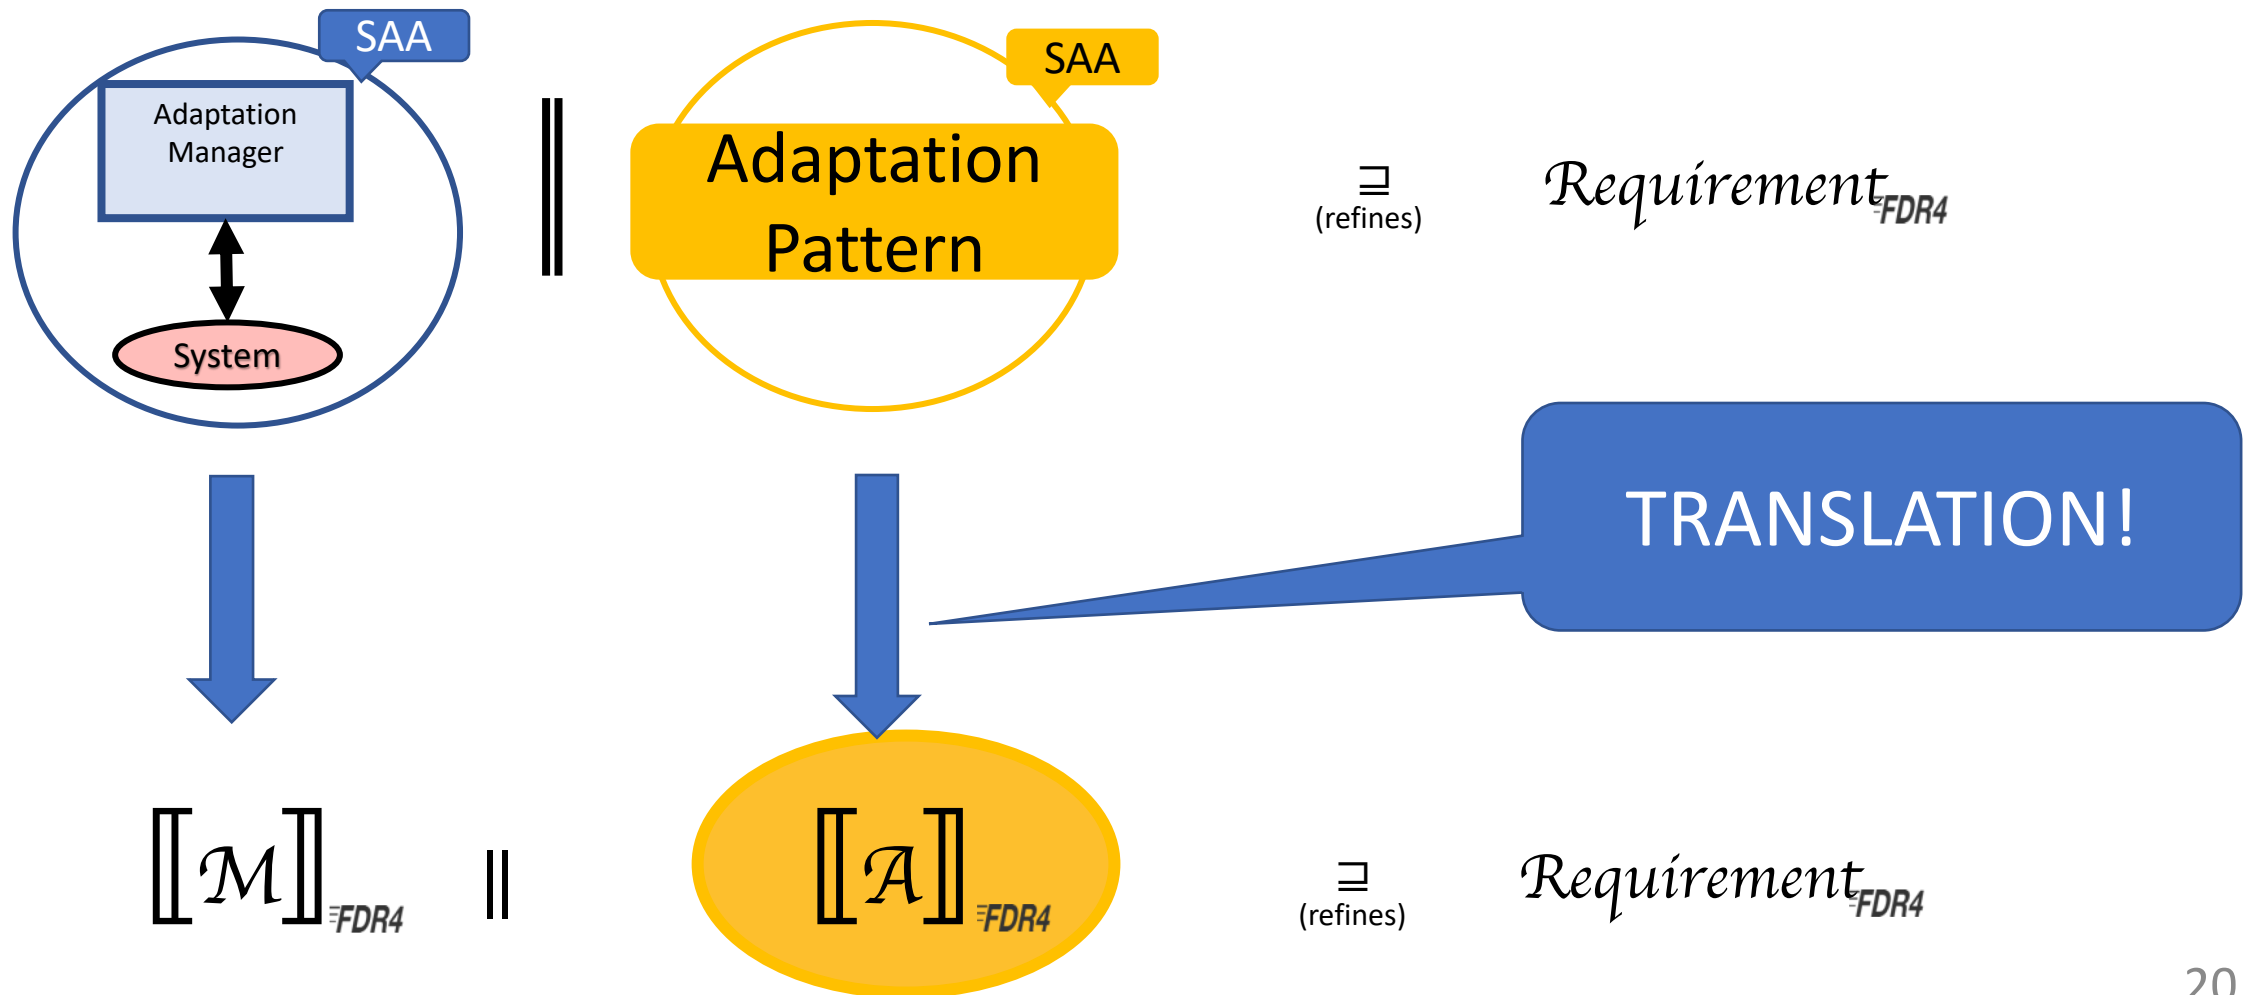 SAA
Adaptation
Manager
System
‖
SAA
Adaptation
Pattern
⊒
(refines)
Requirement FDR4
TRANSLATION!
⟦M⟧ FDR4
‖
⟦A⟧ FDR4
⊒
(refines)
Requirement FDR4
20